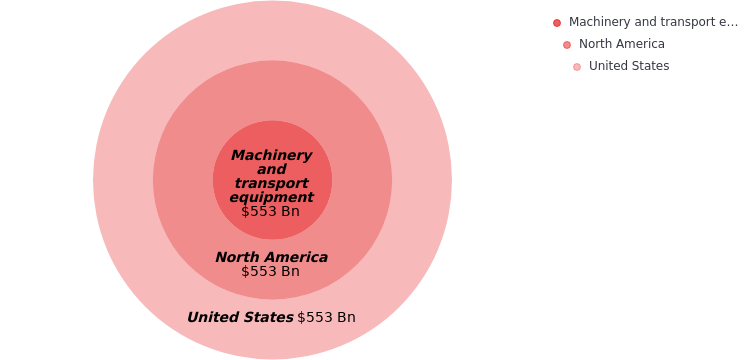 Machinery
and
transport
equipment
$553 Bn
North America
$553 Bn
United States $553 Bn
Machinery and transport e...
North America
United States